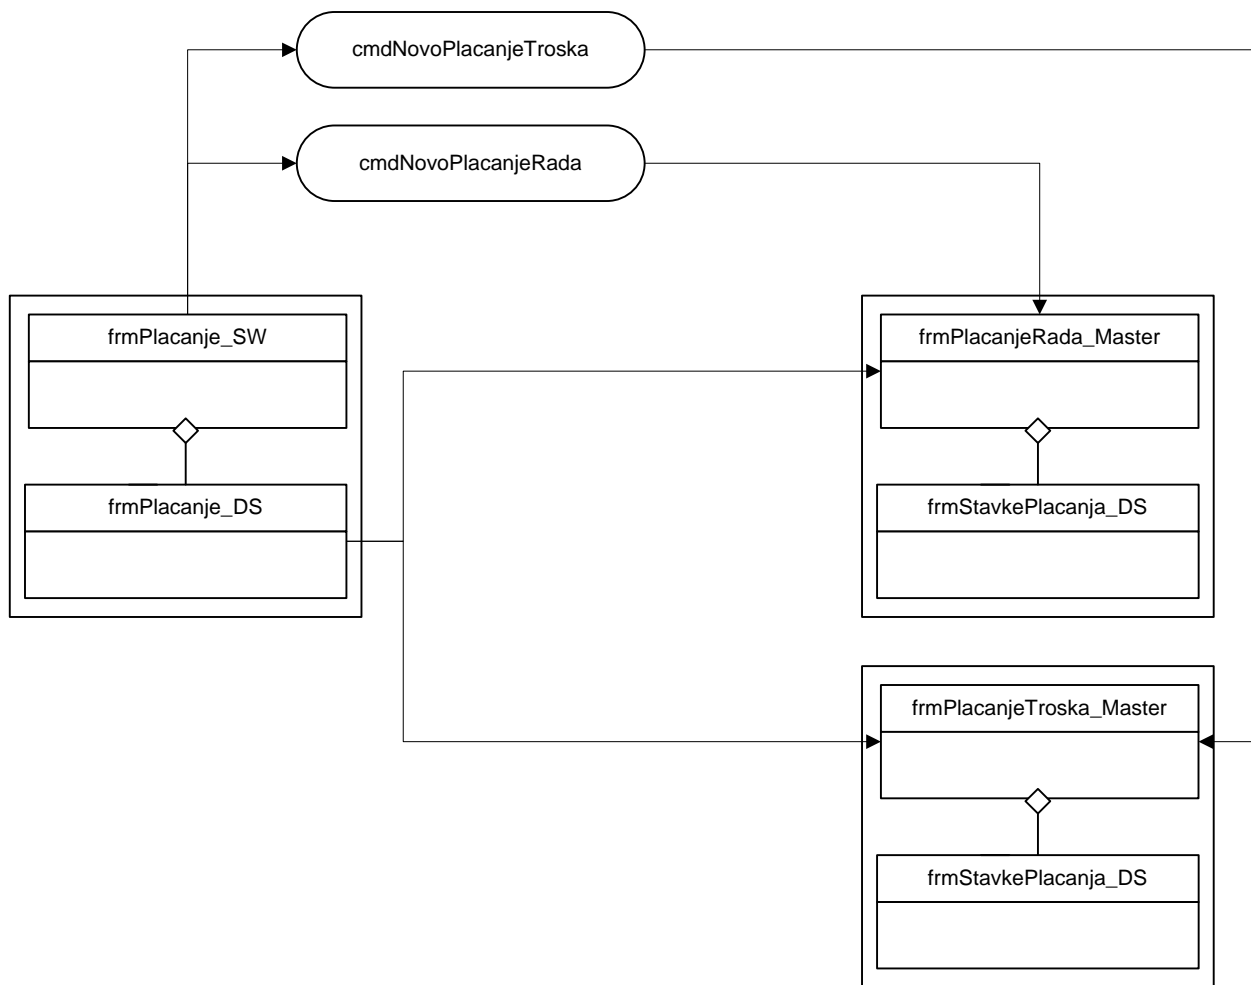 cmdNovoPlacanjeTroska
cmdNovoPlacanjeRada
frmPlacanje_SW
frmPlacanjeRada_Master
frmPlacanje_DS
frmStavkePlacanja_DS
frmPlacanjeTroska_Master
frmStavkePlacanja_DS